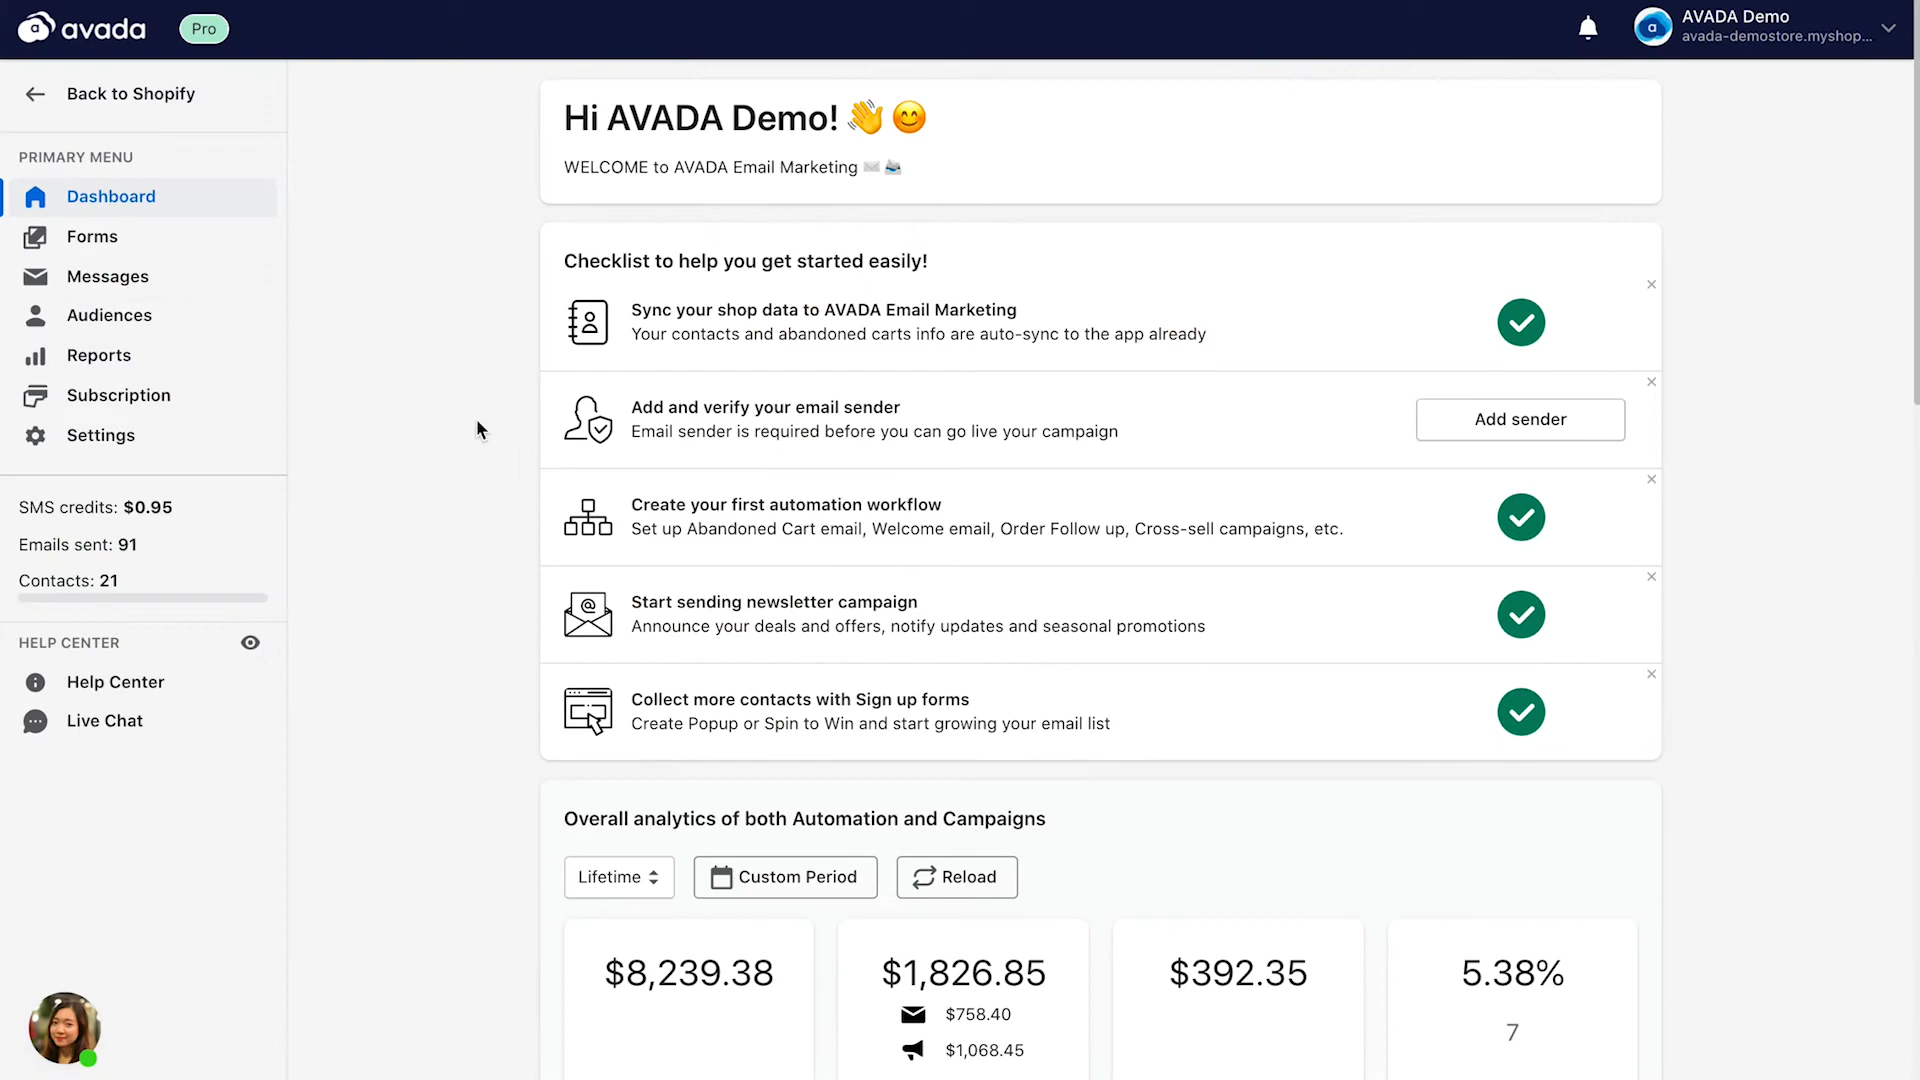 avada
Pro
AVADA Demo
avada-demostore.myshop...
Back to Shopify
PRIMARY MENU
Dashboard
Forms
Messages
Audiences
Reports
Subscription
Settings
SMS credits: $0.95
Emails sent: 91
Contacts: 21
HELP CENTER
Help Center
Live Chat
Hi AVADA Demo! 👋 😊
WELCOME to AVADA Email Marketing
Checklist to help you get started easily!
Sync your shop data to AVADA Email Marketing
Your contacts and abandoned carts info are auto-sync to the app already
Add and verify your email sender
Email sender is required before you can go live your campaign
Add sender
Create your first automation workflow
Set up Abandoned Cart email, Welcome email, Order Follow up, Cross-sell campaigns, etc.
Start sending newsletter campaign
Announce your deals and offers, notify updates and seasonal promotions
Collect more contacts with Sign up forms
Create Popup or Spin to Win and start growing your email list
Overall analytics of both Automation and Campaigns
Lifetime
Custom Period
Reload
$8,239.38
$1,826.85
$758.40
$1,068.45
$392.35
5.38%
7